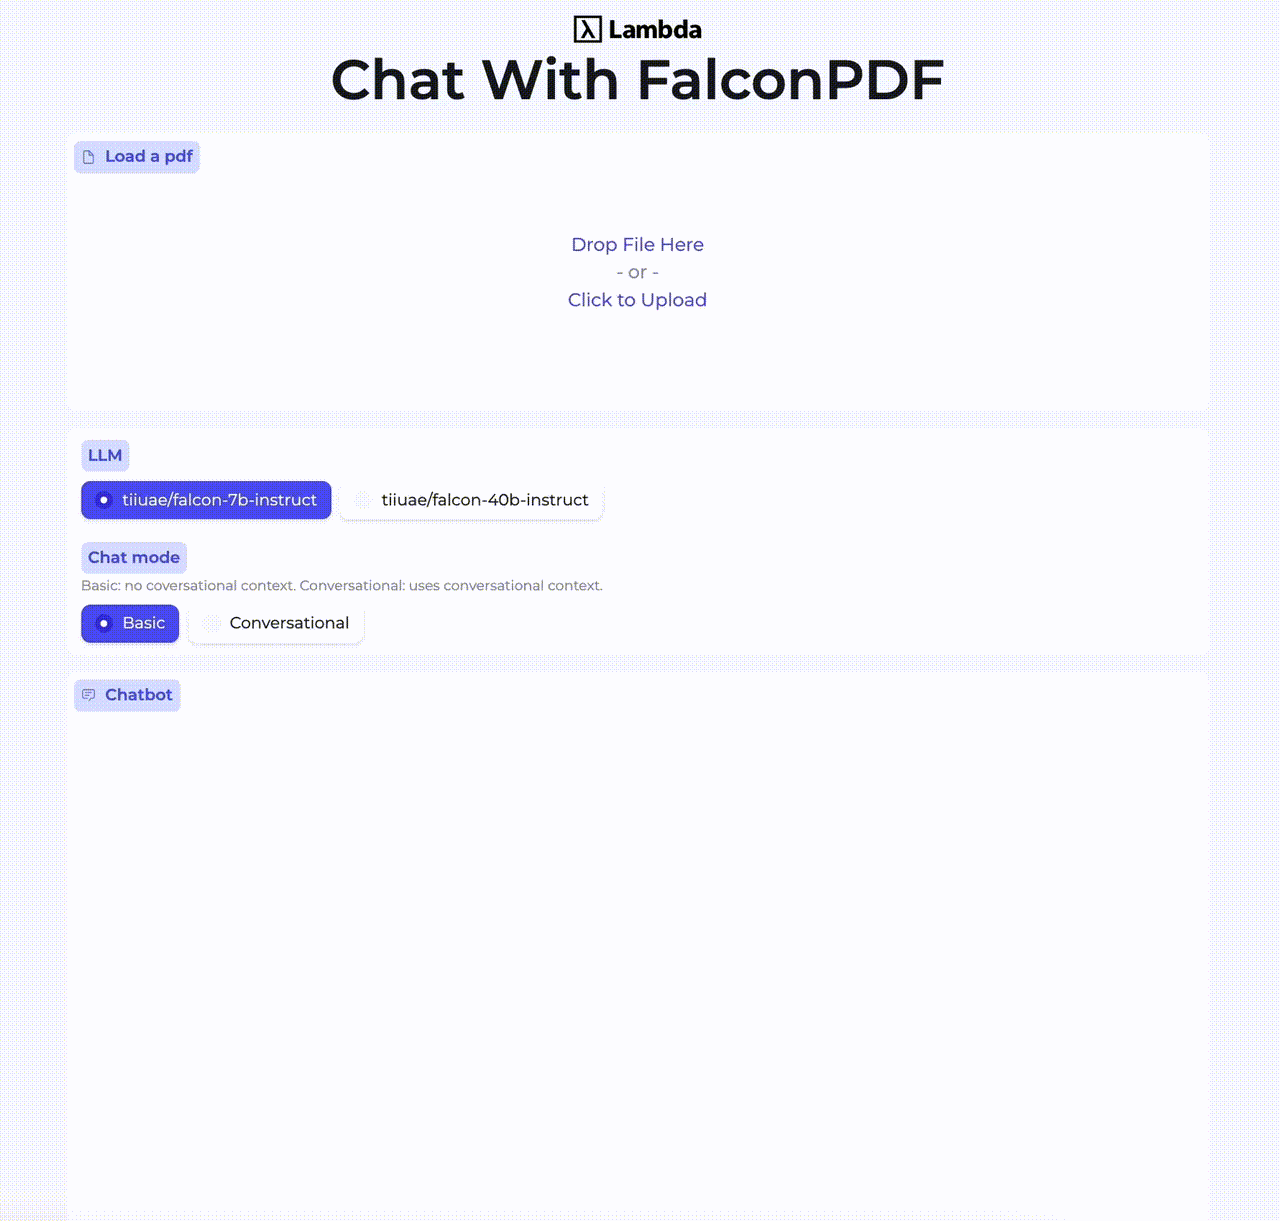 Lambda
Chat With FalconPDF
Load a pdf
Drop File Here
- or -
Click to Upload
LLM
tiiuae/falcon-7b-instruct tiiuae/falcon-40b-instruct
Chat mode
Basic: no coversational context. Conversational: uses conversational context.
Basic Conversational
Chatbot